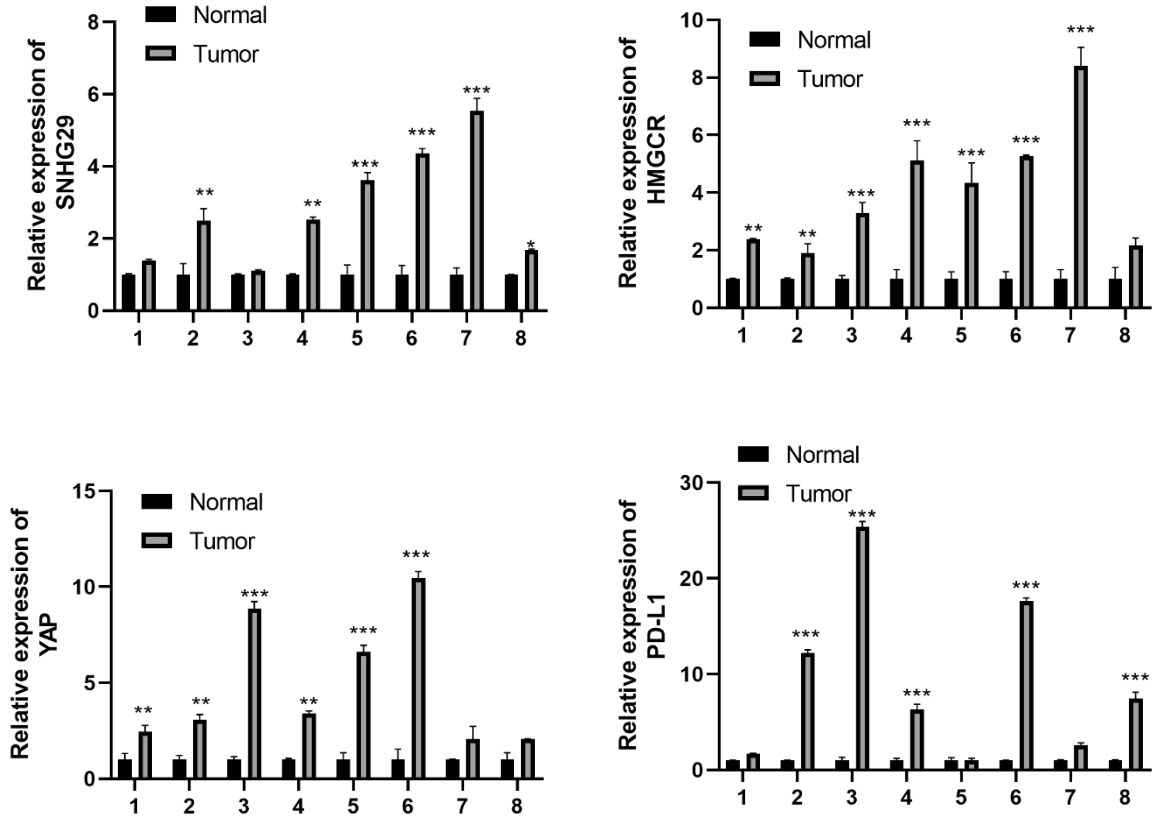 Relative expression of
SNHG29
Normal
Tumor
8
6
4
2
0
** ** *** *** *** *
1 2 3 4 5 6 7 8
Relative expression of
HMGCR
Normal
Tumor
10
8
6
4
2
0
** ** *** *** *** *** ***
1 2 3 4 5 6 7 8
Relative expression of
YAP
Normal
Tumor
15
10
5
0
** ** *** ** *** ***
1 2 3 4 5 6 7 8
Relative expression of
PD-L1
Normal
Tumor
30
20
10
0
*** *** *** *** ***
1 2 3 4 5 6 7 8